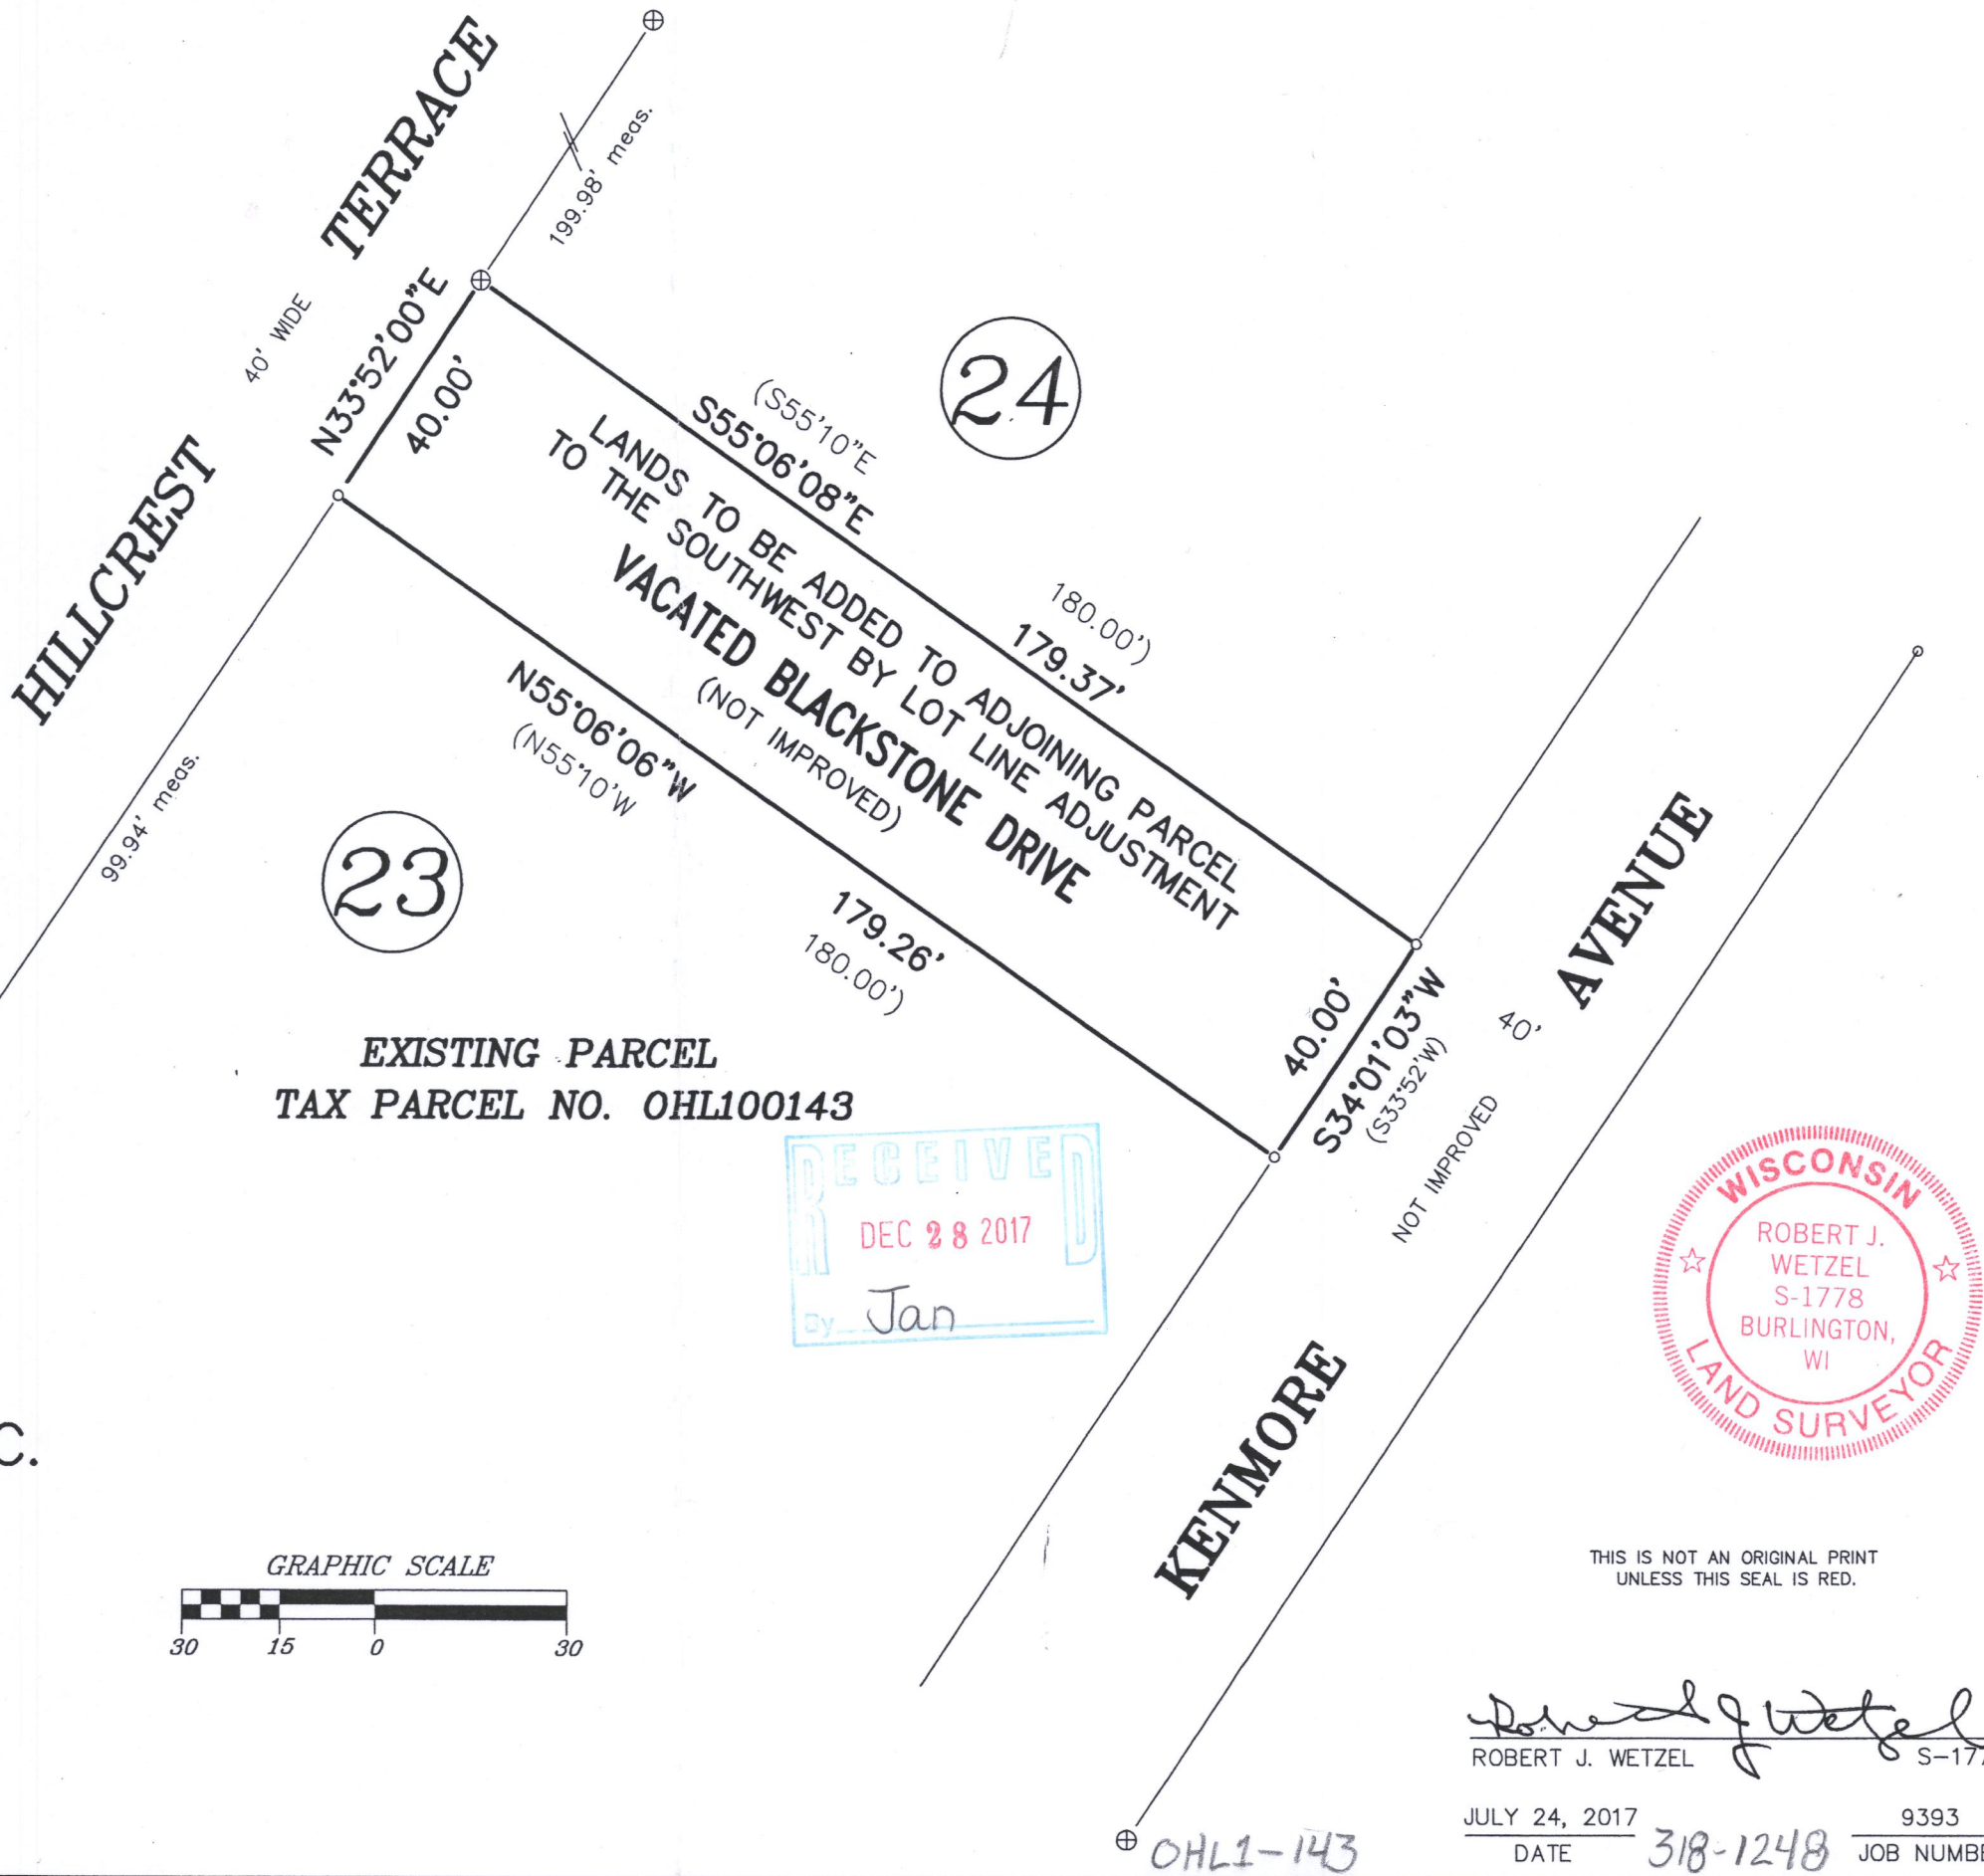 HILLCREST TERRACE
40' WIDE
199.98' meas.
N33°52'00"E
40.00'
24
(S55'10"E
S55°06'08"E
180.00')
179.37'
LANDS TO BE ADDED TO ADJOINING PARCEL
TO THE SOUTHWEST BY LOT LINE ADJUSTMENT
VACATED BLACKSTONE DRIVE
(NOT IMPROVED)
N55°06'06"W
(N55°10'W
179.26'
180.00')
99.94' meas.
23
EXISTING PARCEL
TAX PARCEL NO. OHL100143
40.00'
S34°01'03"W
(S33°52'W)
KENMORE AVENUE
40'
NOT IMPROVED
RECEIVED
DEC 28 2017
By Jan
WISCONSIN
ROBERT J.
WETZEL
S-1778
BURLINGTON,
WI
LAND SURVEYOR
C.
GRAPHIC SCALE
30 15 0 30
THIS IS NOT AN ORIGINAL PRINT
UNLESS THIS SEAL IS RED.
Robert J Wetzel
ROBERT J. WETZEL S-177
JULY 24, 2017 9393
DATE 318-1248 JOB NUMB
OHL1-143